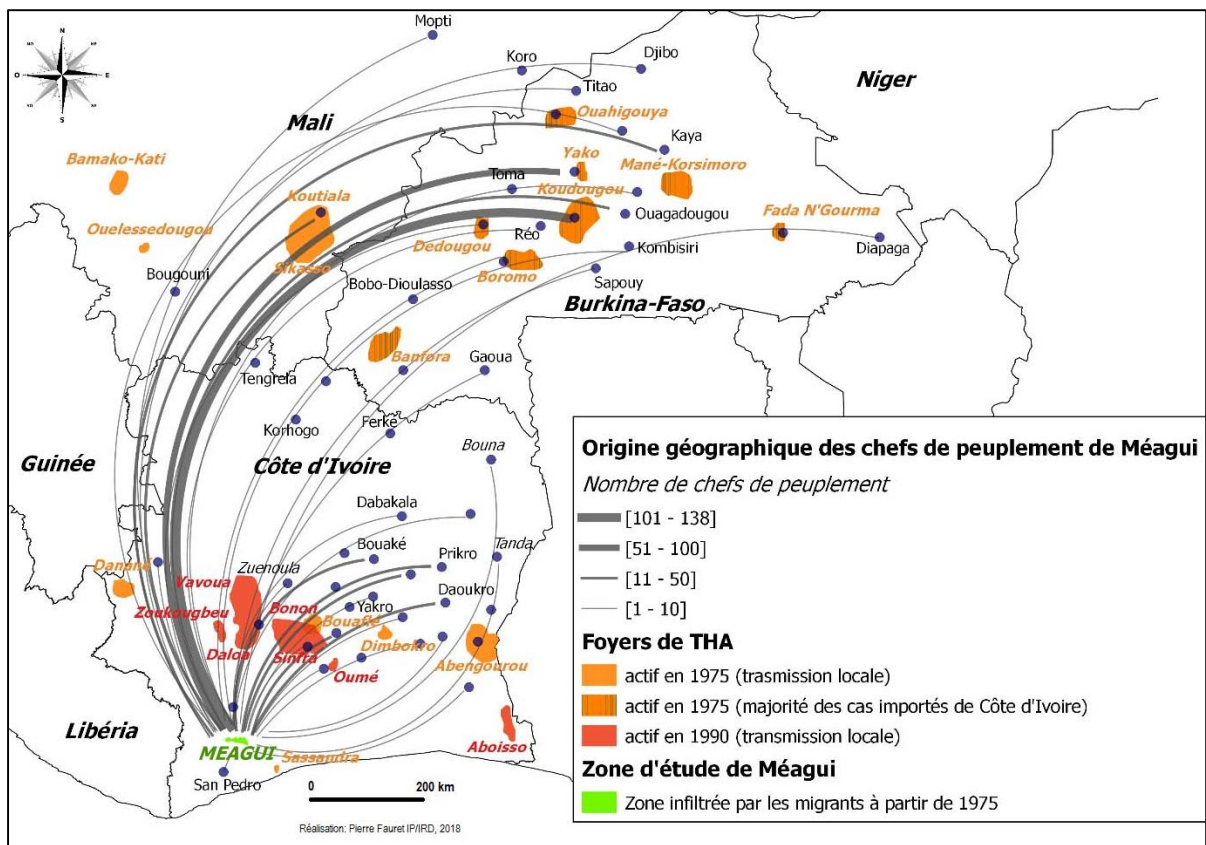 Mopti
Koro
Djibo
Niger
Titao
Mali
Ouahigouya
Kaya
Bamako-Kati
Yako
Mané-Korsimoro
Toma
Koutiala
Koudougou
Ouelessedougou
Ouagadougou
Fada N'Gourma
Dedougou
Réo
Kombisiri
Diapaga
Sikasso
Bougouni
Boromo
Sapouy
Bobo-Dioulasso
Burkina-Faso
Banfora
Tengrela
Gaoua
Korhogo
Ferké
Bouna
Guinée
Côte d'Ivoire
Dabakala
Bouaké
Tanda
Prikro
Danané
Zuenoula
Vavoua
Daoukro
Zoukougbeu
Bonon
Yakro
Bouaflé
Dimbokro
Daloa
Sinfra
Abengourou
Oumé
Libéria
MEAGUI
Aboisso
Sassandra
San Pedro
N
NO
NE
O
E
SO
SE
S
0 200 km
Réalisation: Pierre Fauret IP/IRD, 2018
Origine géographique des chefs de peuplement de Méagui
Nombre de chefs de peuplement
[101 - 138]
[51 - 100]
[11 - 50]
[1 - 10]
Foyers de THA
actif en 1975 (trasmission locale)
actif en 1975 (majorité des cas importés de Côte d'Ivoire)
actif en 1990 (transmission locale)
Zone d'étude de Méagui
Zone infiltrée par les migrants à partir de 1975